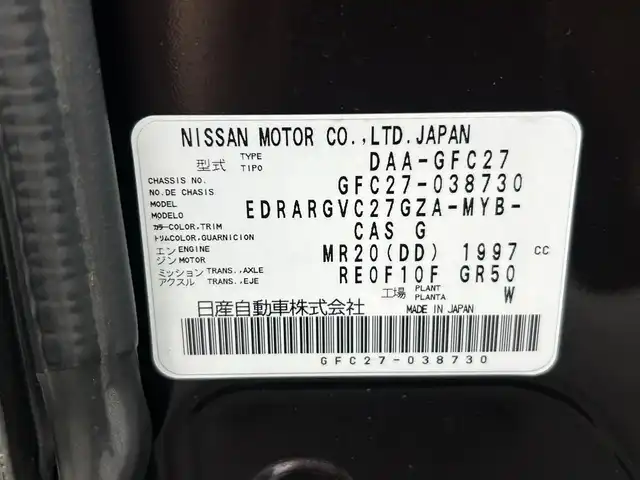 NISSAN MOTOR CO.,LTD.JAPAN
型式 TYPE TIPO DAA-GFC27
CHASSIS NO. NO.DE CHASIS GFC27-038730
MODEL MODELO EDRARGVC27GZA-MYB-
カラー COLOR,TRIM トリム COLOR,GUARNICION CAS G
エンジン ENGINE MOTOR MR20(DD) 1997 CC
ミッション TRANS.,AXLE アクスル TRANS.,EJE RE0F10F GR50
工場 PLANT PLANTA W
日産自動車株式会社 MADE IN JAPAN
GFC27-038730